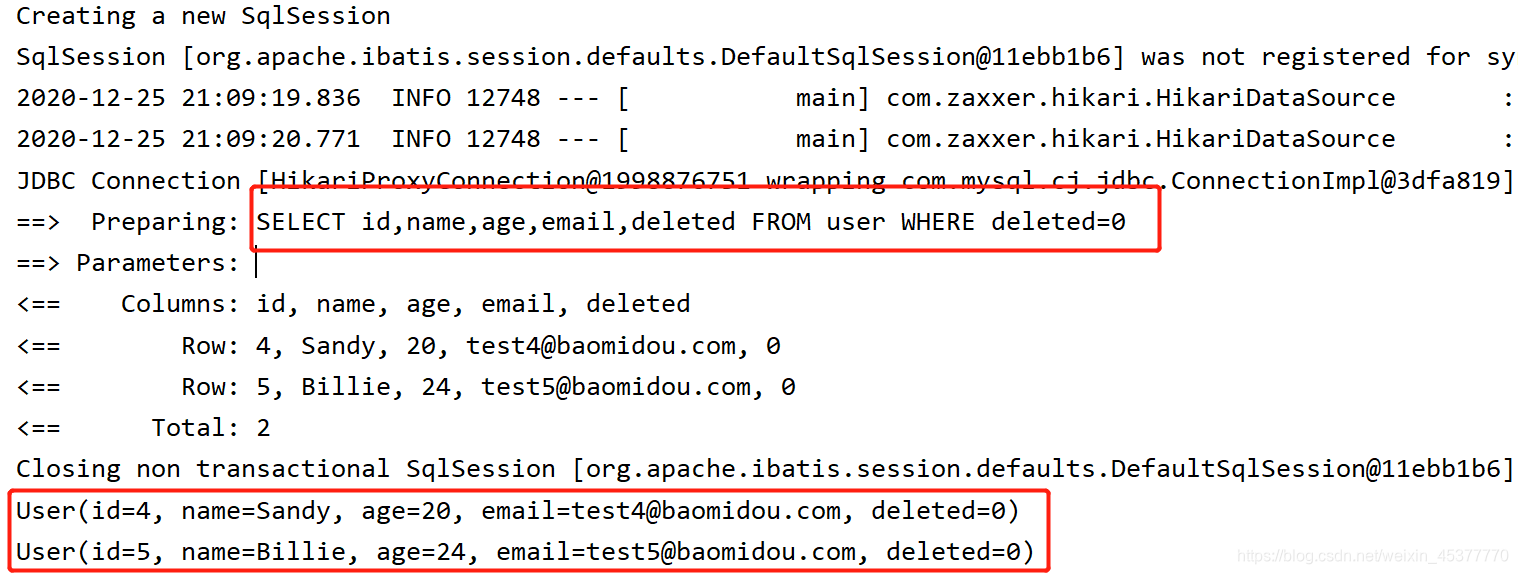 Creating a new SqlSession
SqlSession [org.apache.ibatis.session.defaults.DefaultSqlSession@11ebb1b6] was not registered for sy
2020-12-25 21:09:19.836  INFO 12748 --- [           main] com.zaxxer.hikari.HikariDataSource       :
2020-12-25 21:09:20.771  INFO 12748 --- [           main] com.zaxxer.hikari.HikariDataSource       :
JDBC Connection [HikariProxyConnection@1998876751 wrapping com.mysql.cj.jdbc.ConnectionImpl@3dfa819]
==>  Preparing: SELECT id,name,age,email,deleted FROM user WHERE deleted=0
==> Parameters:
<==    Columns: id, name, age, email, deleted
<==        Row: 4, Sandy, 20, test4@baomidou.com, 0
<==        Row: 5, Billie, 24, test5@baomidou.com, 0
<==      Total: 2
Closing non transactional SqlSession [org.apache.ibatis.session.defaults.DefaultSqlSession@11ebb1b6]
User(id=4, name=Sandy, age=20, email=test4@baomidou.com, deleted=0)
User(id=5, name=Billie, age=24, email=test5@baomidou.com, deleted=0)
https://blog.csdn.net/weixin_45377770